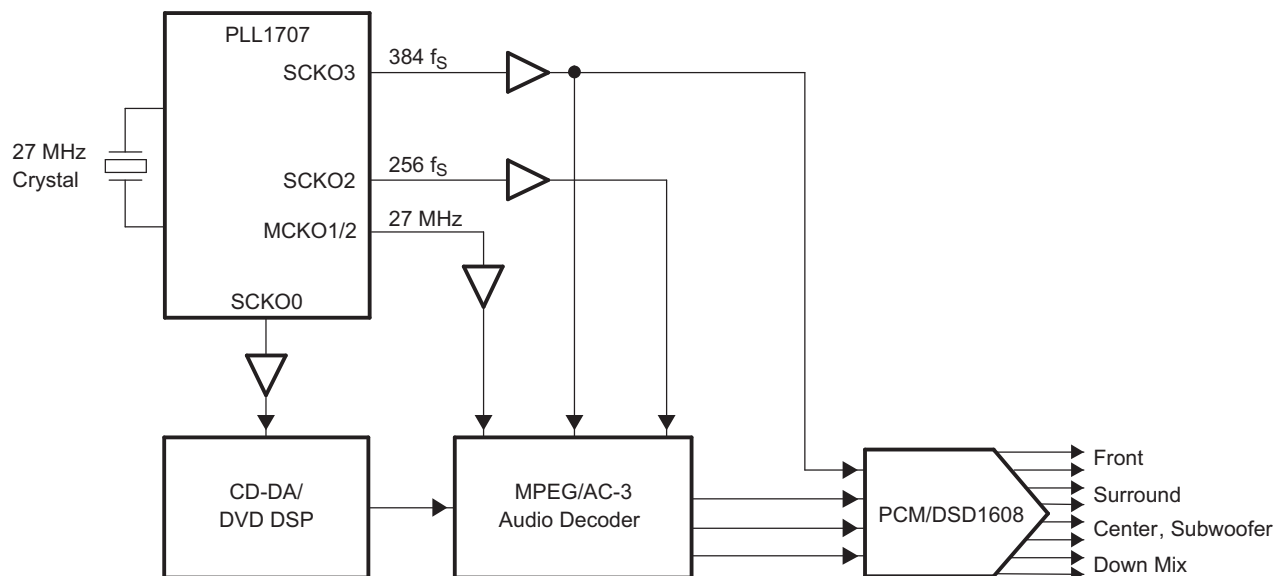 PLL1707
SCKO3
384 fS
27 MHz
Crystal
SCKO2
256 fS
MCKO1/2
27 MHz
SCKO0
CD-DA/
DVD DSP
MPEG/AC-3
Audio Decoder
PCM/DSD1608
Front
Surround
Center, Subwoofer
Down Mix